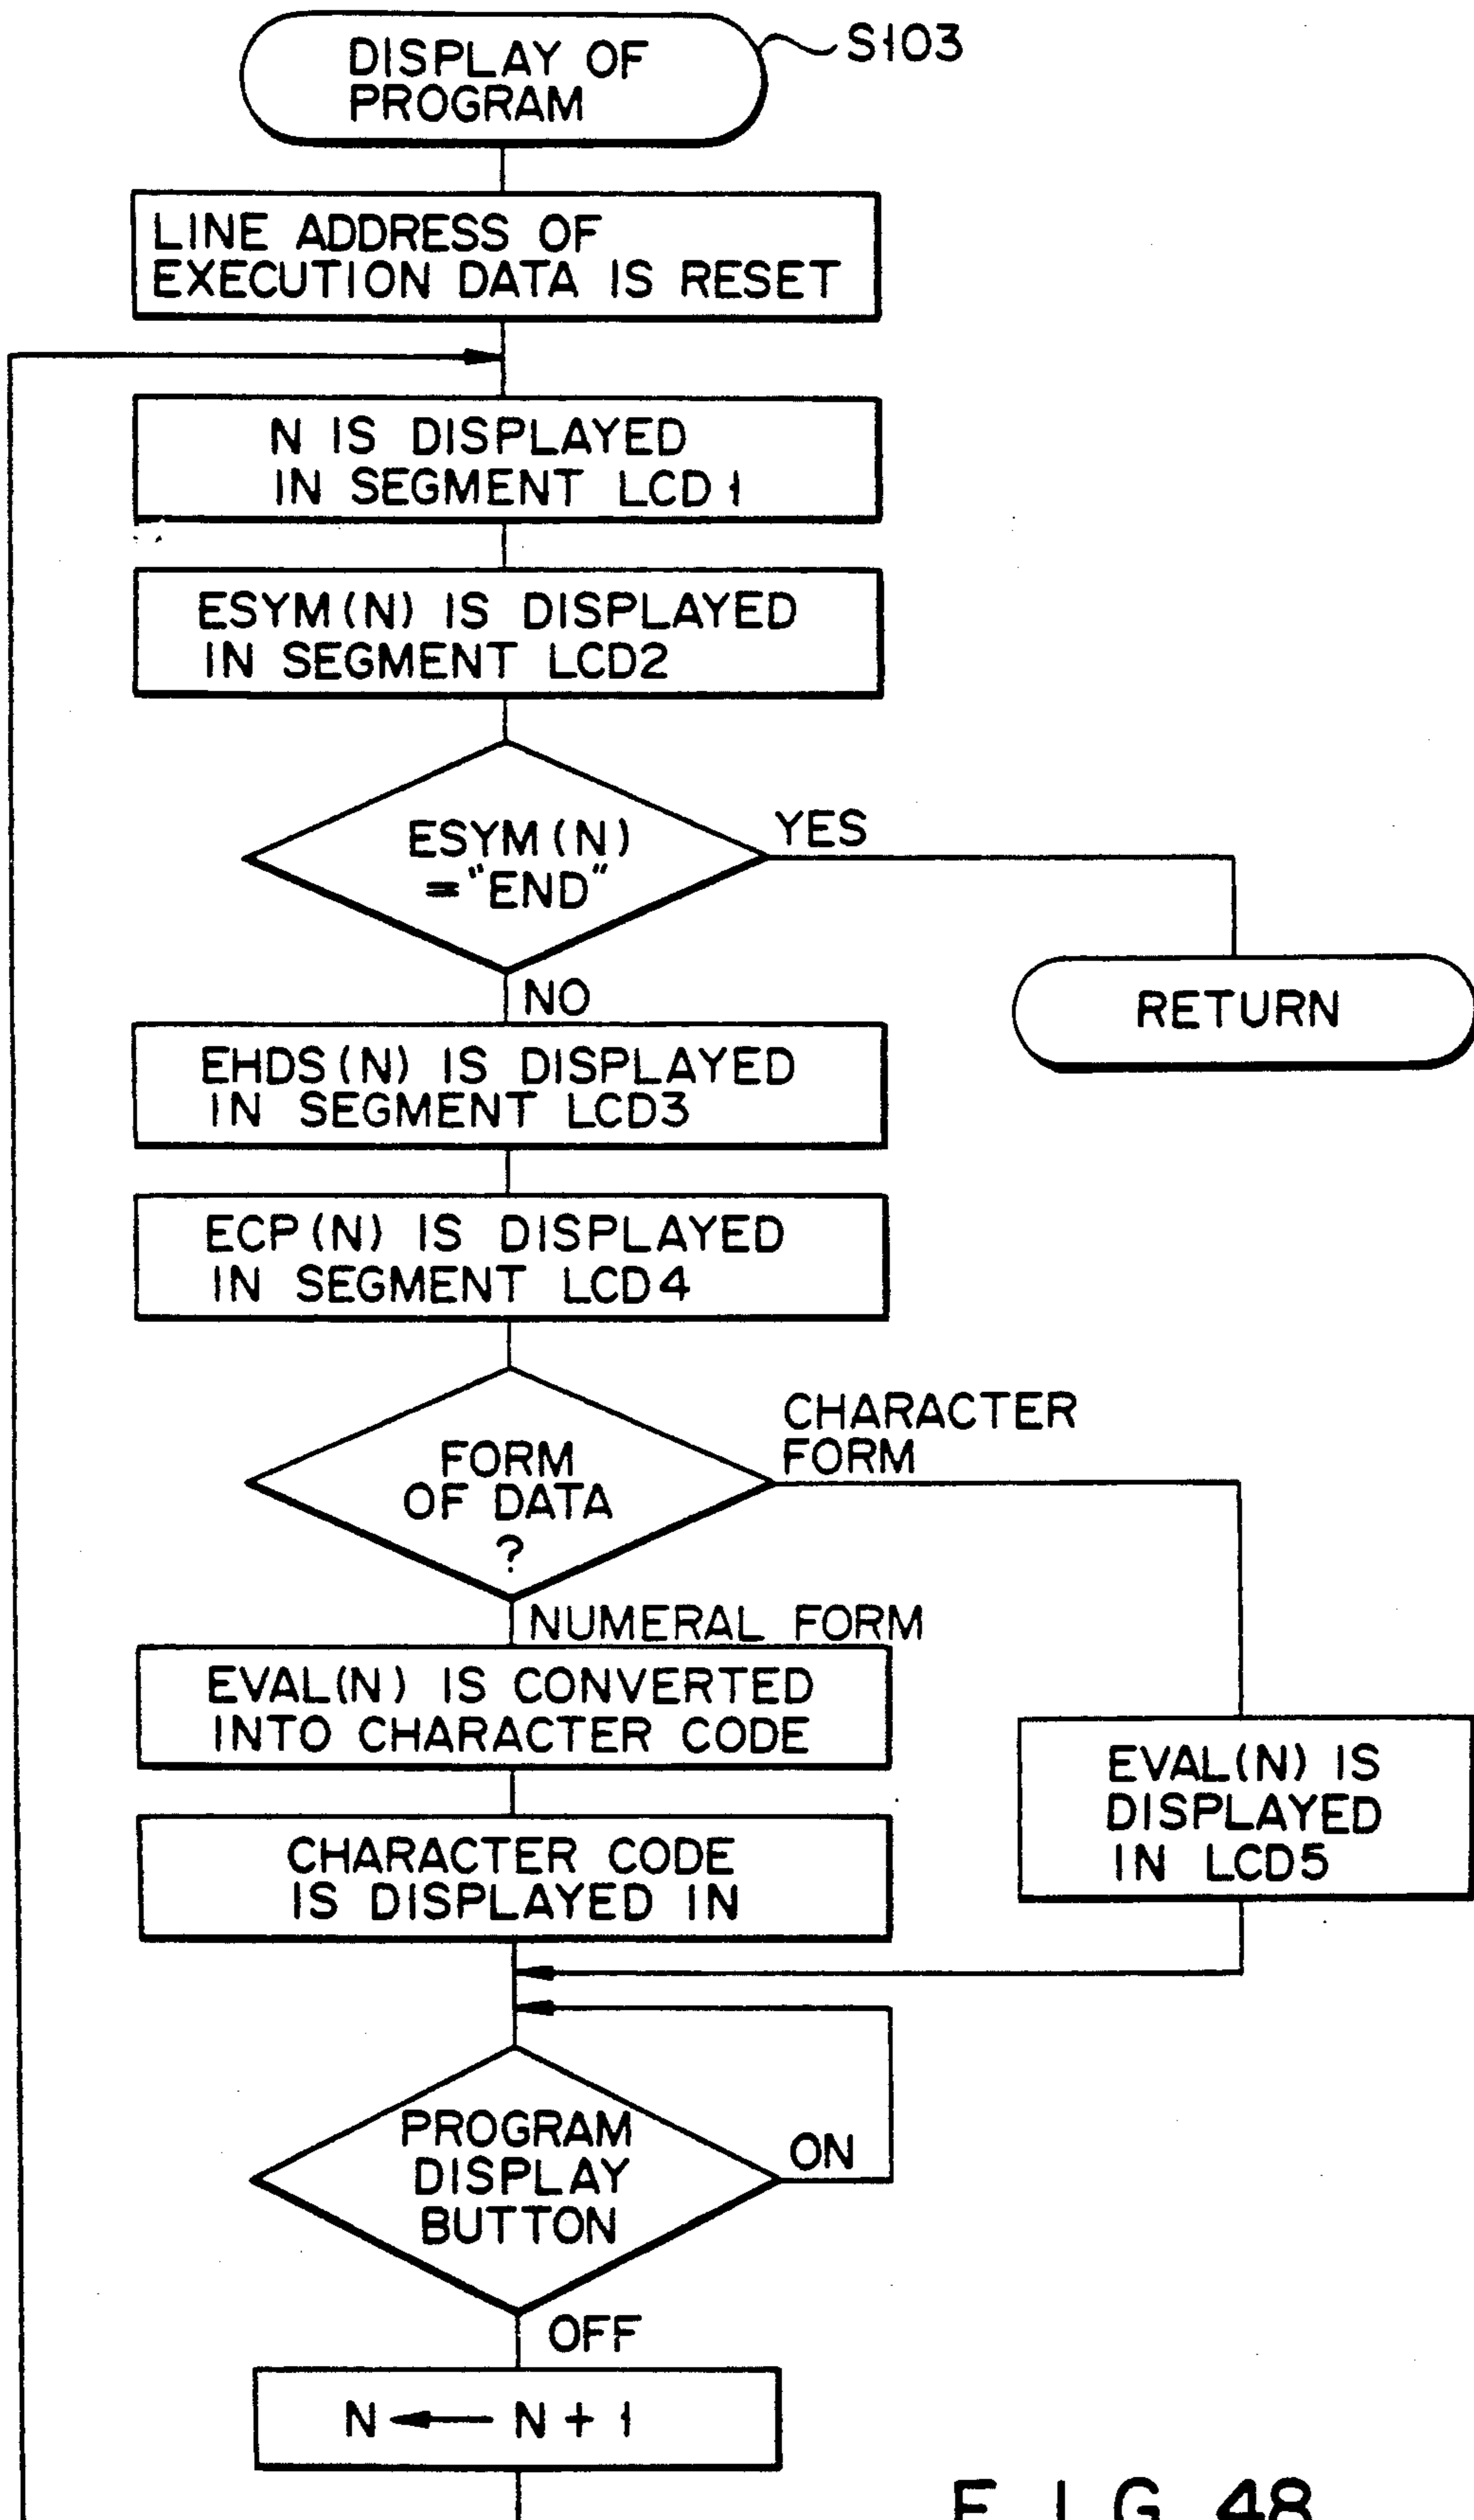 DISPLAY OF
PROGRAM
S103
LINE ADDRESS OF
EXECUTION DATA IS RESET
N IS DISPLAYED
IN SEGMENT LCD1
ESYM(N) IS DISPLAYED
IN SEGMENT LCD2
ESYM(N)
="END"
YES
RETURN
NO
EHDS(N) IS DISPLAYED
IN SEGMENT LCD3
ECP(N) IS DISPLAYED
IN SEGMENT LCD4
FORM
OF DATA
?
CHARACTER
FORM
NUMERAL FORM
EVAL(N) IS CONVERTED
INTO CHARACTER CODE
EVAL(N) IS
DISPLAYED
IN LCD5
CHARACTER CODE
IS DISPLAYED IN
PROGRAM
DISPLAY
BUTTON
ON
OFF
N ← N + 1
FIG. 48